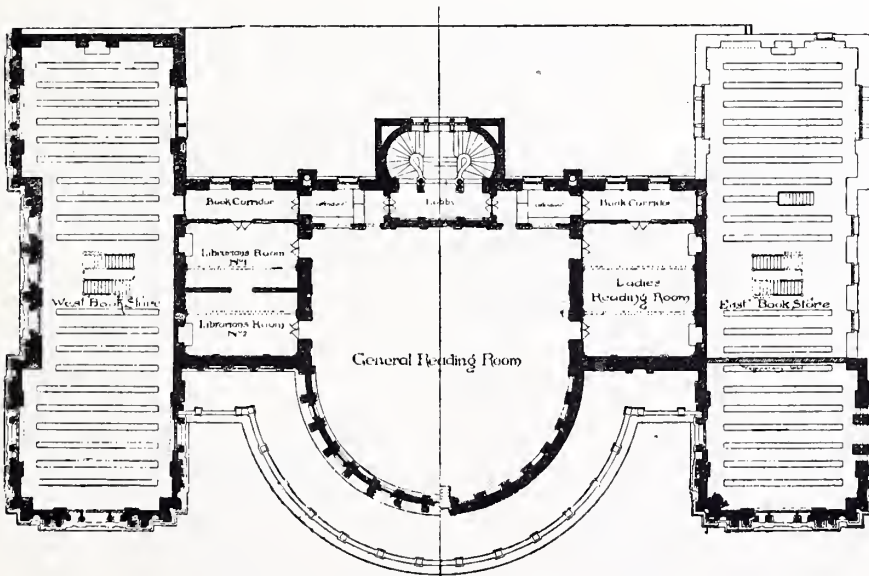 Book Corridor
Lobby
Book Corridor
Librarians Room
Nº1
Librarians Room
Nº2
West Book Store
General Reading Room
Ladies
Reading Room
East Book Store